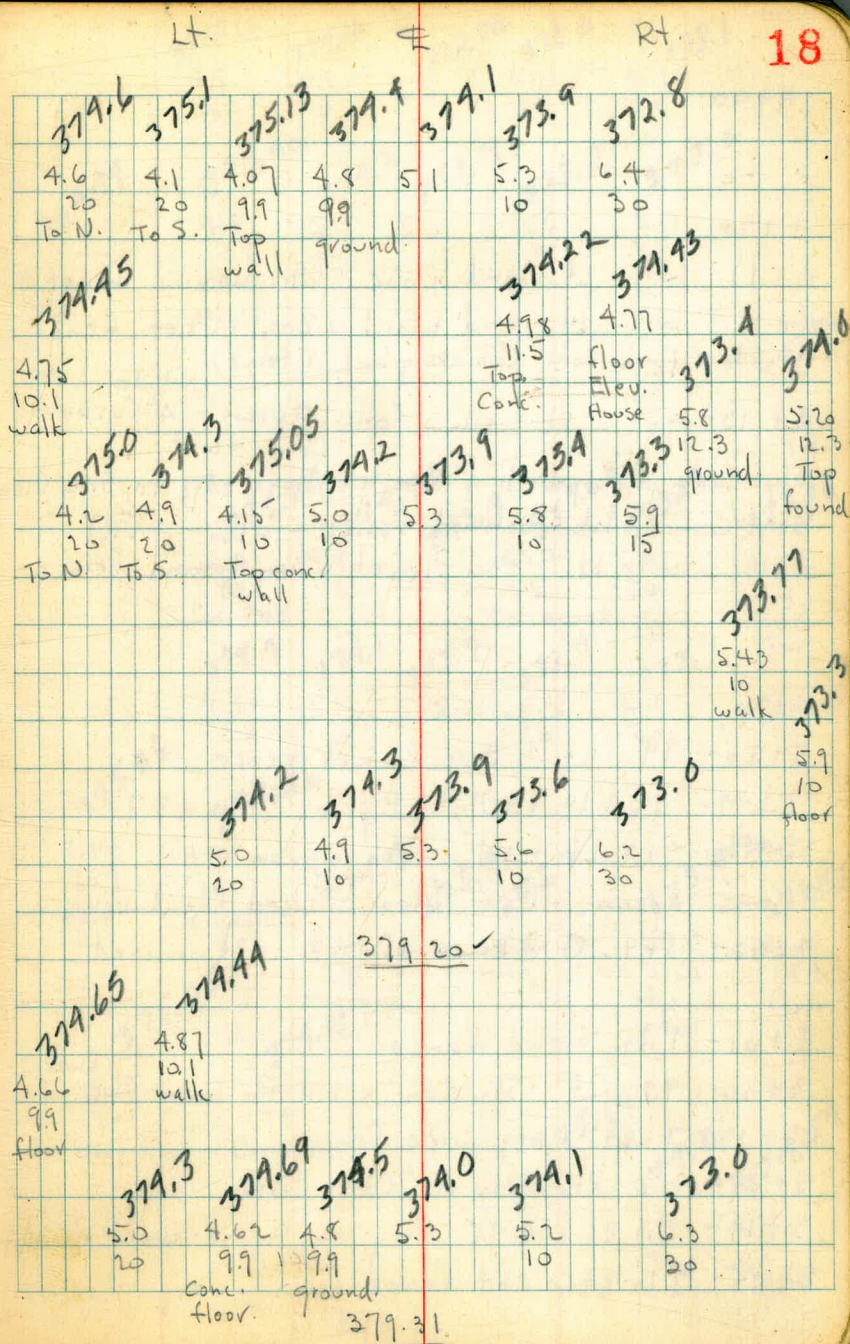 Lt. ℄ Rt. 18
374.6 375.1 375.13 374.4 374.1 373.9 372.8
4.6 4.1 4.07 4.8 5.1 5.3 6.4
20 20 9.9 9.9 10 30
To N. To S. Top ground.
wall
374.22 374.43
374.45
4.98 4.77
11.5 floor 373.4 374.0
4.75 Top Elev.
10.1 Conc. House 5.8 5.20
walk 12.3 12.3
ground Top
found
375.0 374.3 375.05 374.2 373.9 373.4 373.3
4.2 4.9 4.15 5.0 5.3 5.8 5.9
20 20 10 10 10 15
To N. To S. Top conc.
wall
373.77
5.43
10
walk
373.3
5.9
10
floor
374.2 374.3 373.9 373.6 373.0
5.0 4.9 5.3 5.6 6.2
20 10 10 30
379.20 ✓
374.65 374.44
4.87
10.1
4.66 walk
9.9
floor
374.3 374.69 374.5 374.0 374.1 373.0
5.0 4.62 4.8 5.3 5.2 6.3
20 9.9 9.9 10 30
Conc. ground.
floor.
379.31